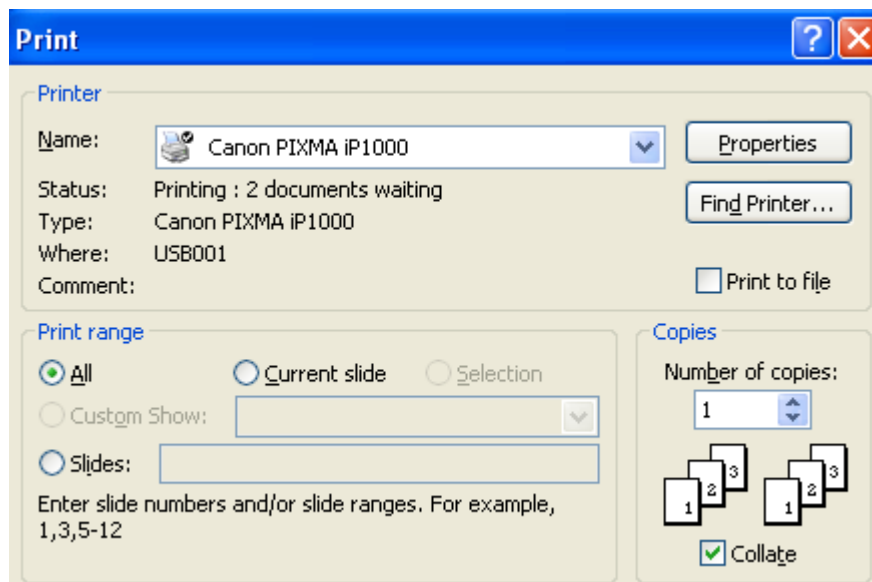 Print
Printer
Name: Canon PIXMA iP1000 Properties
Status: Printing : 2 documents waiting
Find Printer...
Type: Canon PIXMA iP1000
Where: USB001
Comment:
Print to file
Print range
All Current slide Selection
Custom Show:
Slides:
Enter slide numbers and/or slide ranges. For example,
1,3,5-12
Copies
Number of copies:
1
1 2 3 1 2 3
Collate